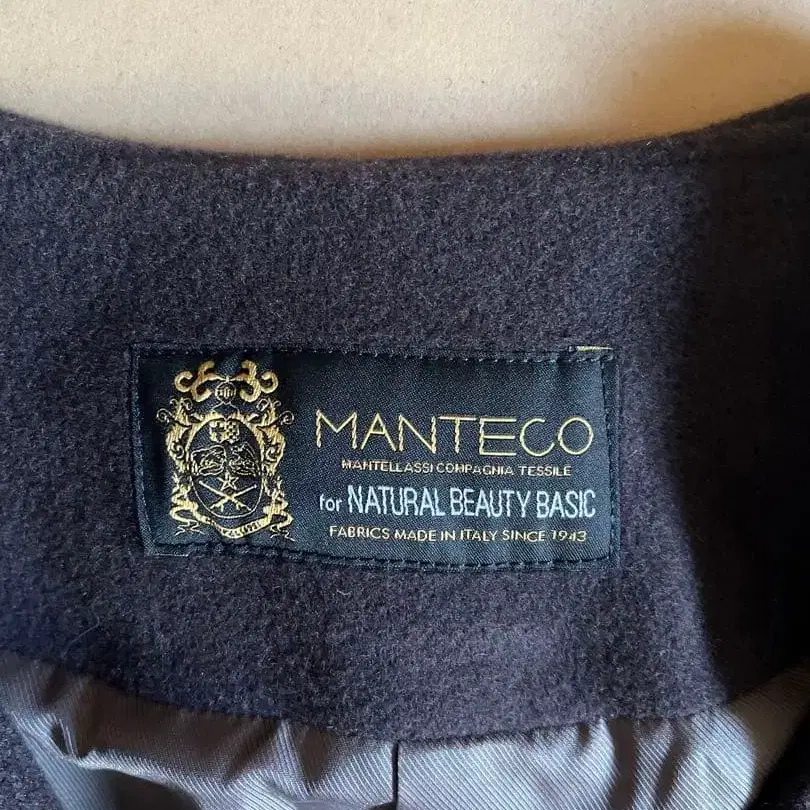 MANTECO
MANTELLASSI COMPAGNIA TESSILE
for NATURAL BEAUTY BASIC
FABRICS MADE IN ITALY SINCE 1943